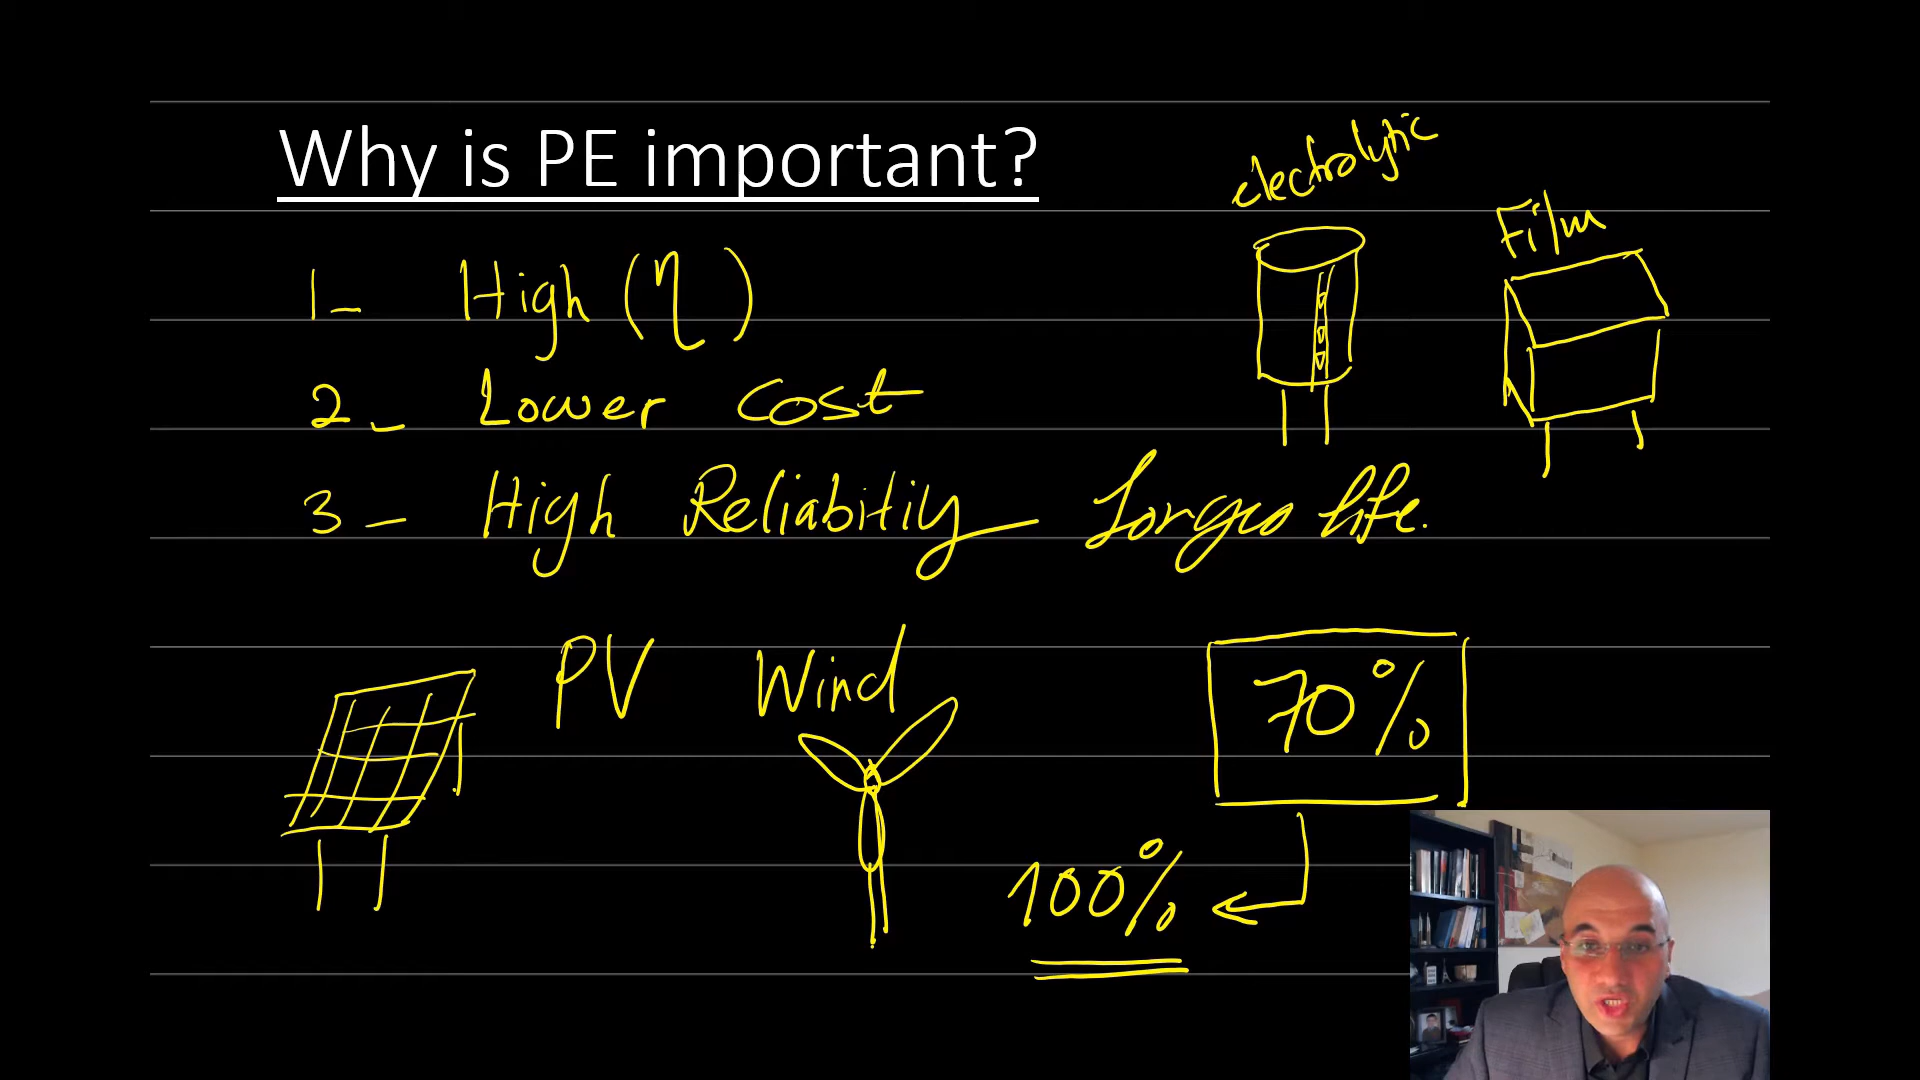 Why is PE important?
electrolytic
Film
1- High (η)
2- Lower Cost
3- High Reliabitiy - Longer life.
PV Wind 70%
100%